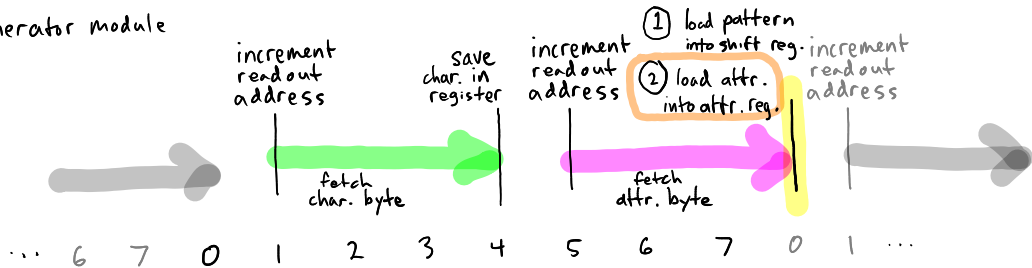 nerator module
increment
readout
address
save
char. in
register
increment
readout
address
① load pattern
into shift reg.
② load attr.
into attr. reg.
increment
readout
address
fetch
char. byte
fetch
attr. byte
... 6 7 0 1 2 3 4 5 6 7 0 1 ...